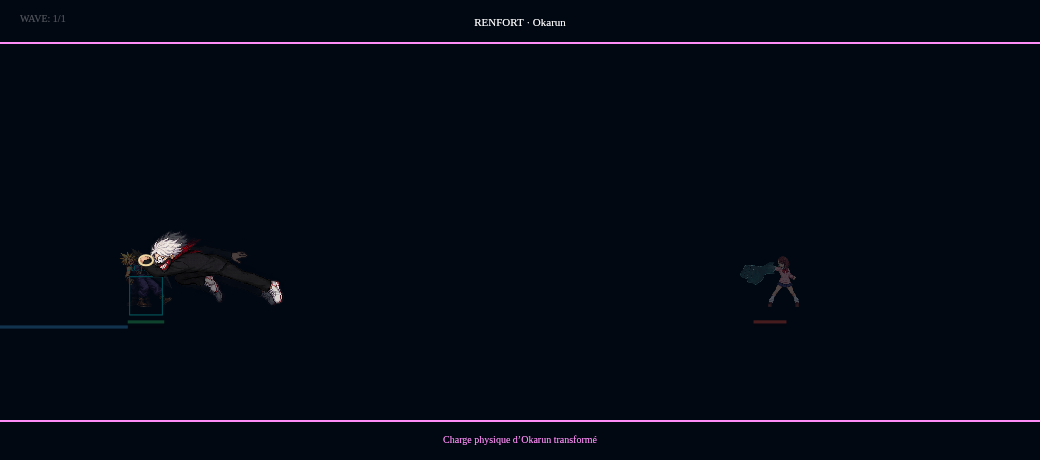 WAVE: 1/1
RENFORT · Okarun
Charge physique d’Okarun transformé